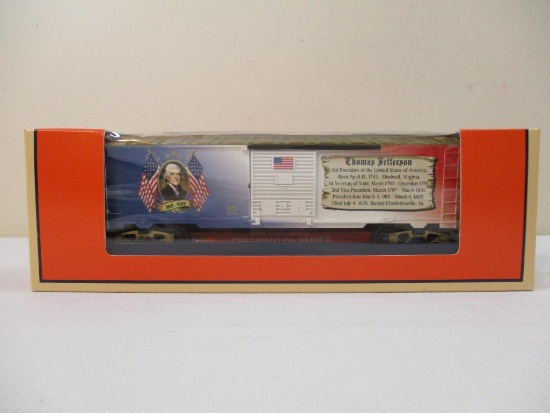 Thomas Jefferson
3rd President of the United States of America
Born April 13, 1743, Shadwell, Virginia
1st Secretary of State, March 1790 - December 1793
2nd Vice President, March 1797 - March 1801
President from March 4, 1801 - March 4, 1809
Died July 4, 1826, Charlottesville, Va.
PRESIDENTIAL SERIES